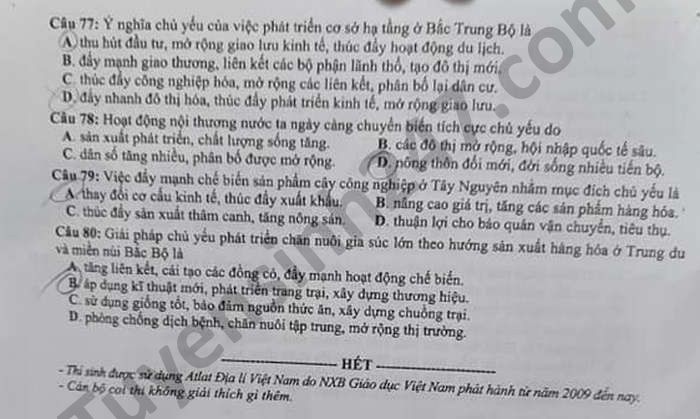 Câu 77: Ý nghĩa chủ yếu của việc phát triển cơ sở hạ tầng ở Bắc Trung Bộ là
A. thu hút đầu tư, mở rộng giao lưu kinh tế, thúc đẩy hoạt động du lịch.
B. đẩy mạnh giao thương, liên kết các bộ phận lãnh thổ, tạo đô thị mới.
C. thúc đẩy công nghiệp hóa, mở rộng các liên kết, phân bố lại dân cư.
D. đẩy nhanh đô thị hóa, thúc đẩy phát triển kinh tế, mở rộng giao lưu.
Câu 78: Hoạt động nội thương nước ta ngày càng chuyển biến tích cực chủ yếu do
A. sản xuất phát triển, chất lượng sống tăng. B. các đô thị mở rộng, hội nhập quốc tế sâu.
C. dân số tăng nhiều, phân bố được mở rộng. D. nông thôn đổi mới, đời sống nhiều tiến bộ.
Câu 79: Việc đẩy mạnh chế biến sản phẩm cây công nghiệp ở Tây Nguyên nhằm mục đích chủ yếu là
A. thay đổi cơ cấu kinh tế, thúc đẩy xuất khẩu. B. nâng cao giá trị, tăng các sản phẩm hàng hóa.
C. thúc đẩy sản xuất thâm canh, tăng nông sản. D. thuận lợi cho bảo quản vận chuyển, tiêu thụ.
Câu 80: Giải pháp chủ yếu phát triển chăn nuôi gia súc lớn theo hướng sản xuất hàng hóa ở Trung du
và miền núi Bắc Bộ là
A. tăng liên kết, cải tạo các đồng cỏ, đẩy mạnh hoạt động chế biến.
B. áp dụng kĩ thuật mới, phát triển trang trại, xây dựng thương hiệu.
C. sử dụng giống tốt, bảo đảm nguồn thức ăn, xây dựng chuồng trại.
D. phòng chống dịch bệnh, chăn nuôi tập trung, mở rộng thị trường.
HẾT
- Thí sinh được sử dụng Atlat Địa lí Việt Nam do NXB Giáo dục Việt Nam phát hành từ năm 2009 đến nay.
- Cán bộ coi thi không giải thích gì thêm.
Tuyensinh247.com